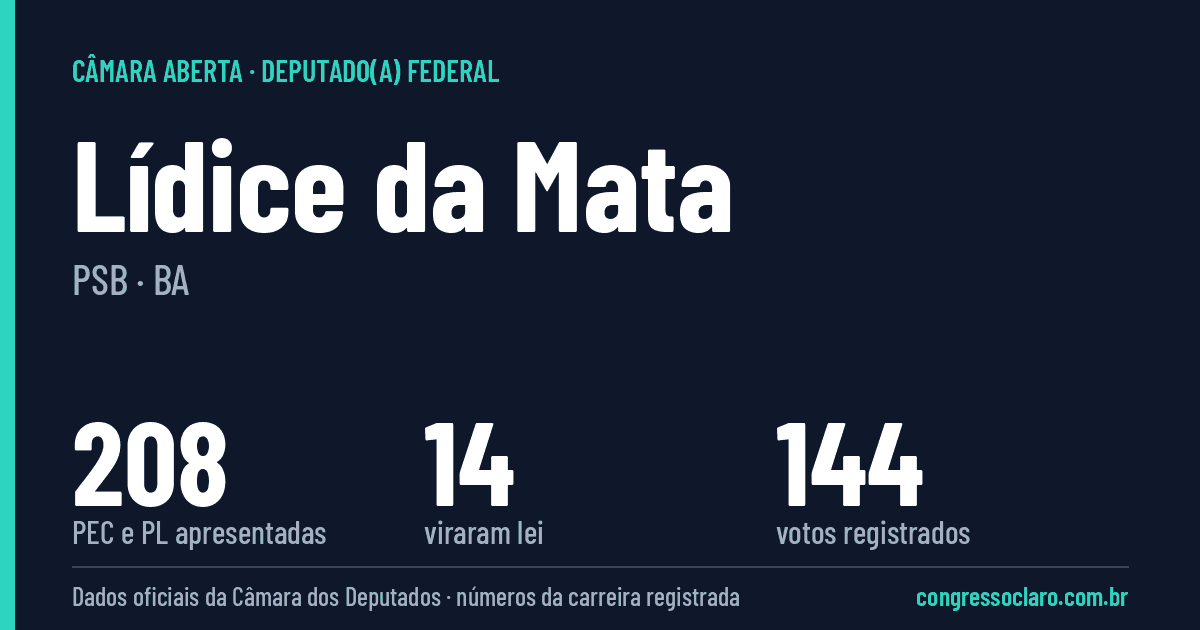 CÂMARA ABERTA · DEPUTADO(A) FEDERAL
Lídice da Mata
PSB · BA
208 14 144
PEC e PL apresentadas viraram lei votos registrados
Dados oficiais da Câmara dos Deputados · números da carreira registrada congressoclaro.com.br